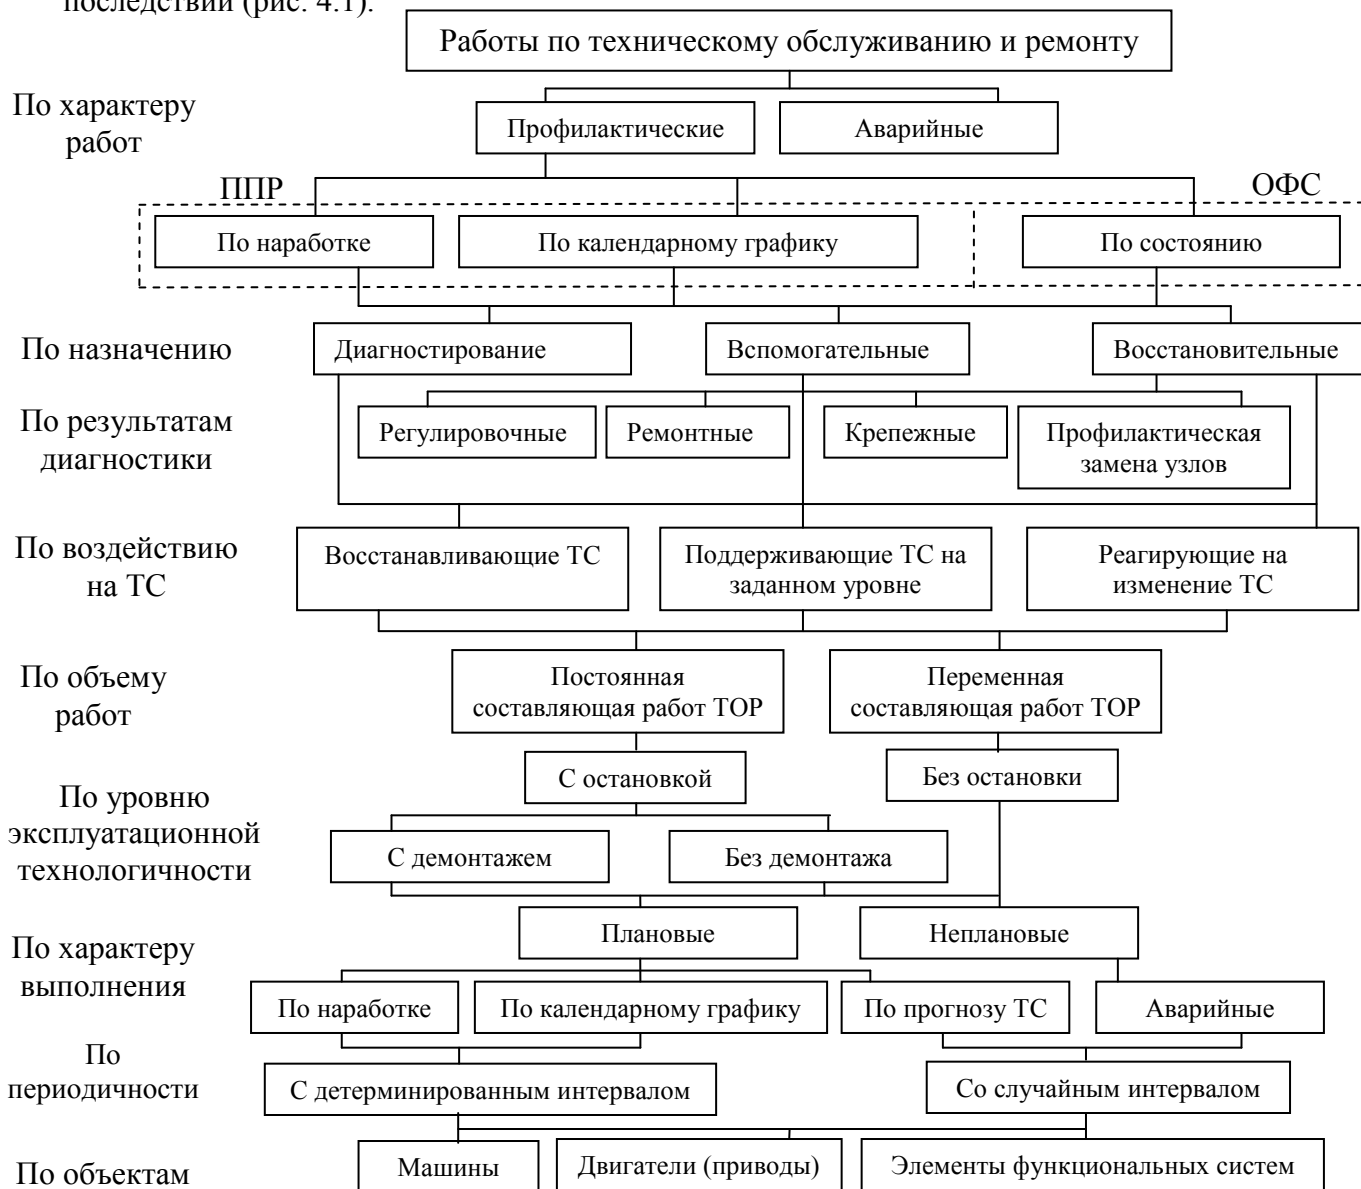 последствий (рис. 4.1).
Работы по техническому обслуживанию и ремонту
По характеру
работ
Профилактические
Аварийные
ППР
ОФС
По наработке
По календарному графику
По состоянию
По назначению
Диагностирование
Вспомогательные
Восстановительные
По результатам
диагностики
Регулировочные
Ремонтные
Крепежные
Профилактическая
замена узлов
По воздействию
на ТС
Восстанавливающие ТС
Поддерживающие ТС на
заданном уровне
Реагирующие на
изменение ТС
По объему
работ
Постоянная
составляющая работ ТОР
Переменная
составляющая работ ТОР
С остановкой
Без остановки
По уровню
эксплуатационной
технологичности
С демонтажем
Без демонтажа
Плановые
Неплановые
По характеру
выполнения
По наработке
По календарному графику
По прогнозу ТС
Аварийные
По
периодичности
С детерминированным интервалом
Со случайным интервалом
По объектам
Машины
Двигатели (приводы)
Элементы функциональных систем